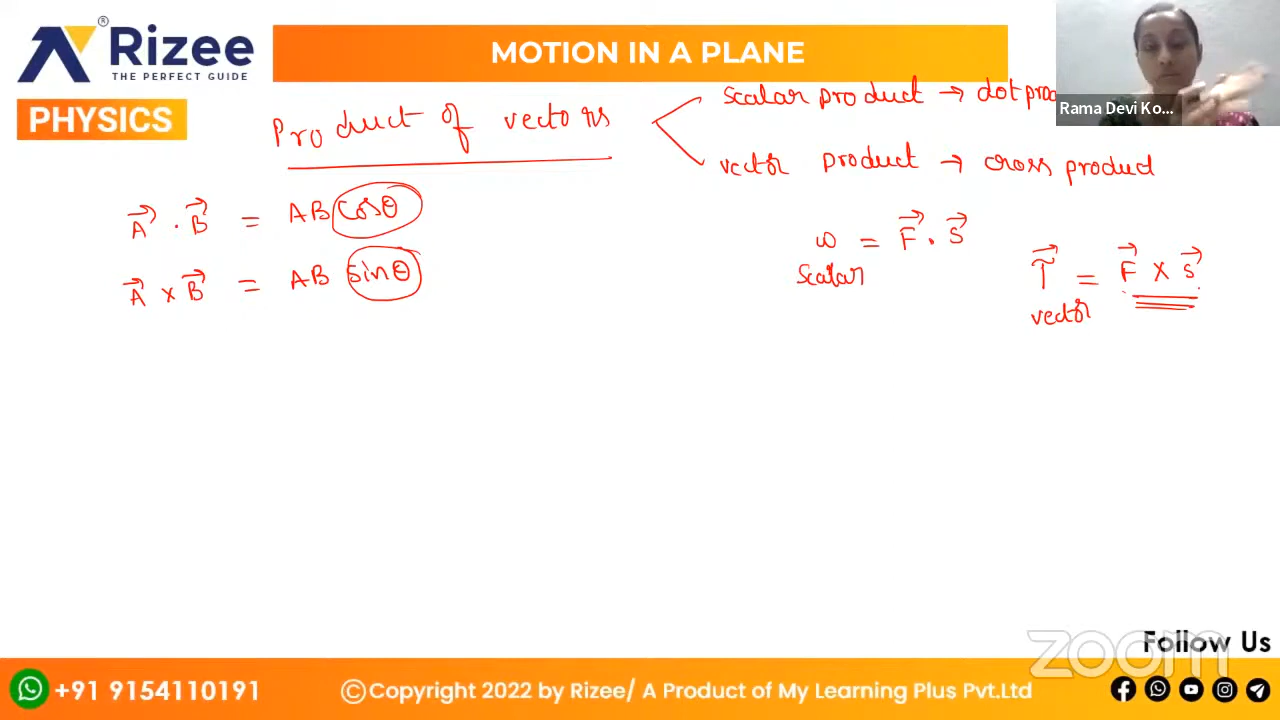 Rizee®
THE PERFECT GUIDE
MOTION IN A PLANE
PHYSICS
Rama Devi Ko...
Product of vectors
scalar product → dot
vector product → cross product
A⃗ · B⃗ = AB cosθ
A⃗ × B⃗ = AB sinθ
ω = F⃗ · S⃗
scalar
τ⃗ = F⃗ × S⃗
vector
zoom
Follow Us
+91 9154110191
©Copyright 2022 by Rizee/ A Product of My Learning Plus Pvt.Ltd